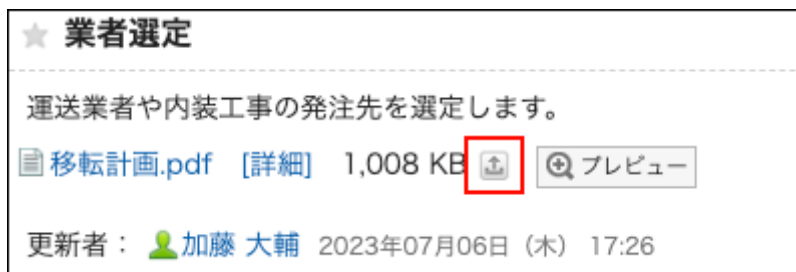 業者選定
運送業者や内装工事の発注先を選定します。
移転計画.pdf [詳細] 1,008 KB プレビュー
更新者： 加藤 大輔 2023年07月06日（木） 17:26